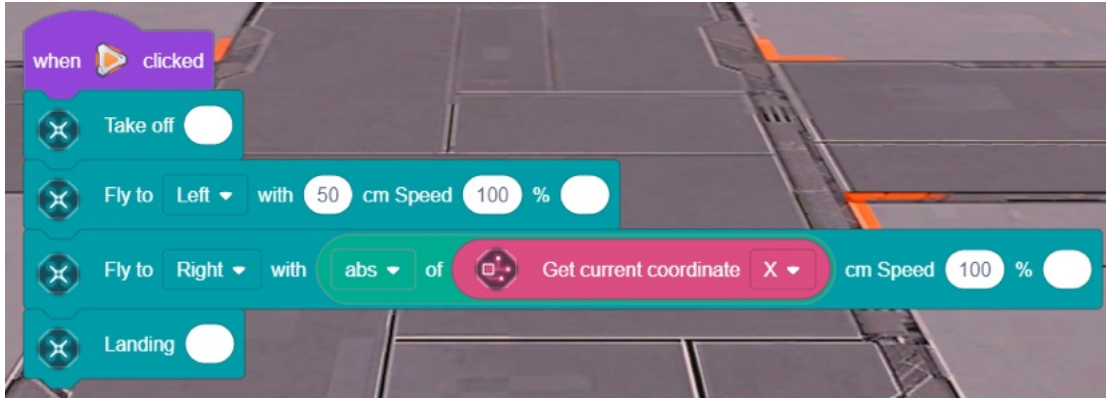 when clicked
Take off
Fly to Left with 50 cm Speed 100 %
Fly to Right with abs of Get current coordinate X cm Speed 100 %
Landing